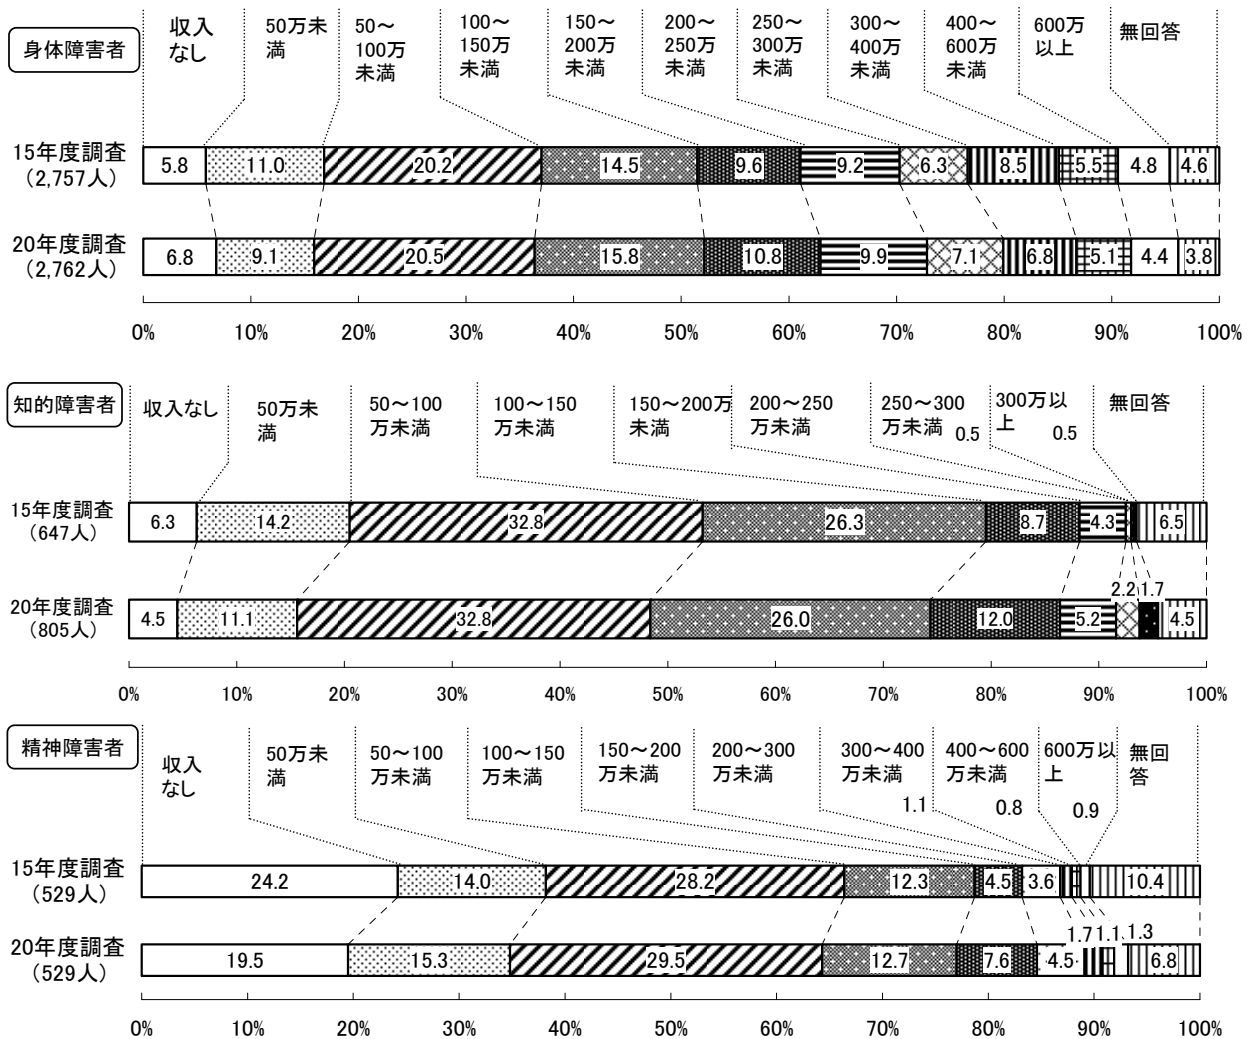 身体障害者
収入
なし
50万未
満
50～
100万
未満
100～
150万
未満
150～
200万
未満
200～
250万
未満
250～
300万
未満
300～
400万
未満
400～
600万
未満
600万
以上
無回答
15年度調査
（2,757人）
5.8 11.0 20.2 14.5 9.6 9.2 6.3 8.5 5.5 4.8 4.6
20年度調査
（2,762人）
6.8 9.1 20.5 15.8 10.8 9.9 7.1 6.8 5.1 4.4 3.8
0% 10% 20% 30% 40% 50% 60% 70% 80% 90% 100%
知的障害者
収入なし
50万未
満
50～100
万未満
100～150
万未満
150～200万
未満
200～250
万未満
250～300
万未満
0.5
300万以
上
0.5
無回答
15年度調査
（647人）
6.3 14.2 32.8 26.3 8.7 4.3 6.5
20年度調査
（805人）
2.2 1.7
4.5 11.1 32.8 26.0 12.0 5.2 4.5
0% 10% 20% 30% 40% 50% 60% 70% 80% 90% 100%
精神障害者
収入
なし
50万未
満
50～100
万未満
100～150
万未満
150～200
万未満
200～300
万未満
300～400
万未満
1.1
400～600
万未満
0.8
600万以
上
0.9
無回
答
15年度調査
（529人）
24.2 14.0 28.2 12.3 4.5 3.6 10.4
20年度調査
（529人）
1.7 1.1 1.3
19.5 15.3 29.5 12.7 7.6 4.5 6.8
0% 10% 20% 30% 40% 50% 60% 70% 80% 90% 100%